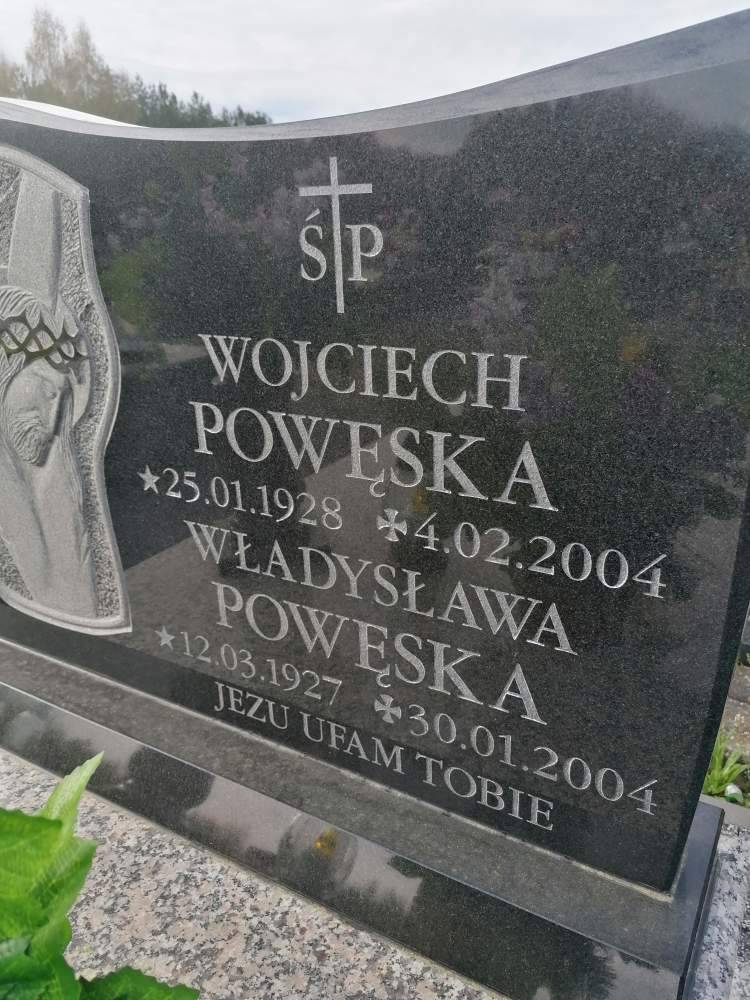 Ś P
WOJCIECH
POWĘSKA
25.01.1928 4.02.2004
WŁADYSŁAWA
POWĘSKA
12.03.1927 30.01.2004
JEZU UFAM TOBIE